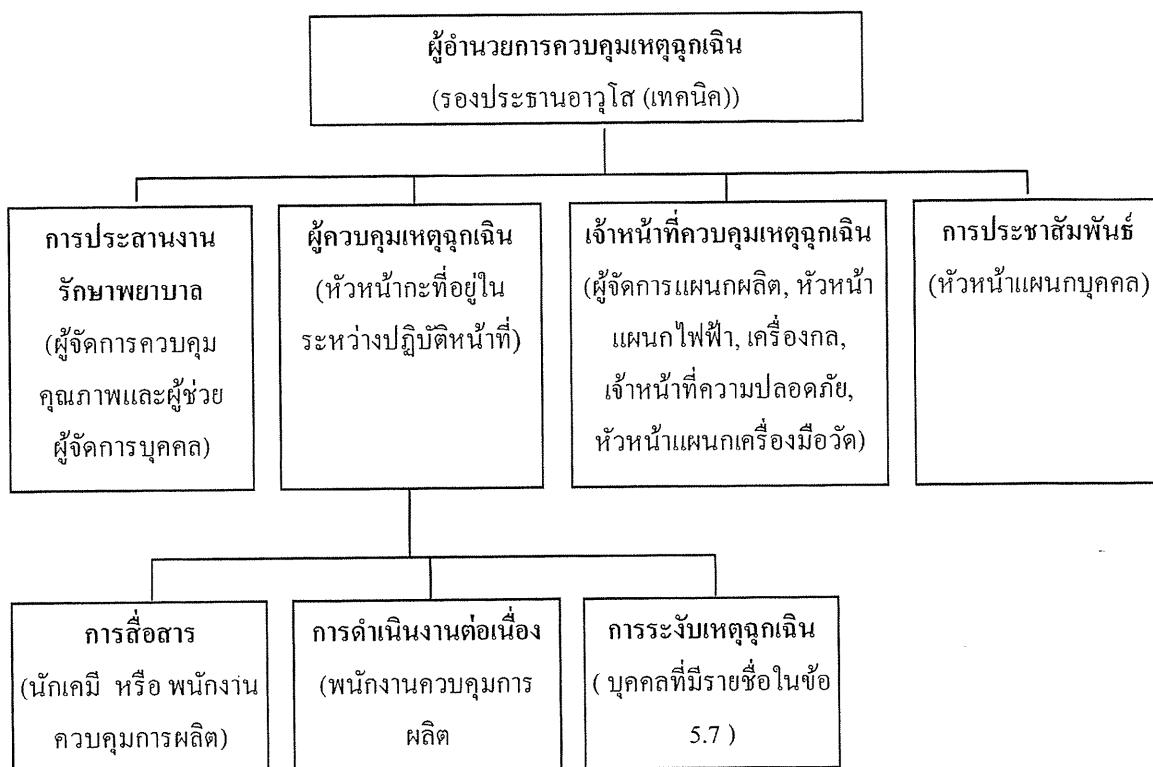 ผู้อำนวยการควบคุมเหตุฉุกเฉิน
(รองประธานอาวุโส (เทคนิค))
การประสานงาน
รักษาพยาบาล
(ผู้จัดการควบคุม
คุณภาพและผู้ช่วย
ผู้จัดการบุคคล)
ผู้ควบคุมเหตุฉุกเฉิน
(หัวหน้ากะที่อยู่ใน
ระหว่างปฏิบัติหน้าที่)
เจ้าหน้าที่ควบคุมเหตุฉุกเฉิน
(ผู้จัดการแผนกผลิต, หัวหน้า
แผนกไฟฟ้า, เครื่องกล,
เจ้าหน้าที่ความปลอดภัย,
หัวหน้าแผนกเครื่องมือวัด)
การประชาสัมพันธ์
(หัวหน้าแผนกบุคคล)
การสื่อสาร
(นักเคมี หรือ พนักงาน
ควบคุมการผลิต)
การดำเนินงานต่อเนื่อง
(พนักงานควบคุมการ
ผลิต
การระงับเหตุฉุกเฉิน
( บุคคลที่มีรายชื่อในข้อ
5.7 )